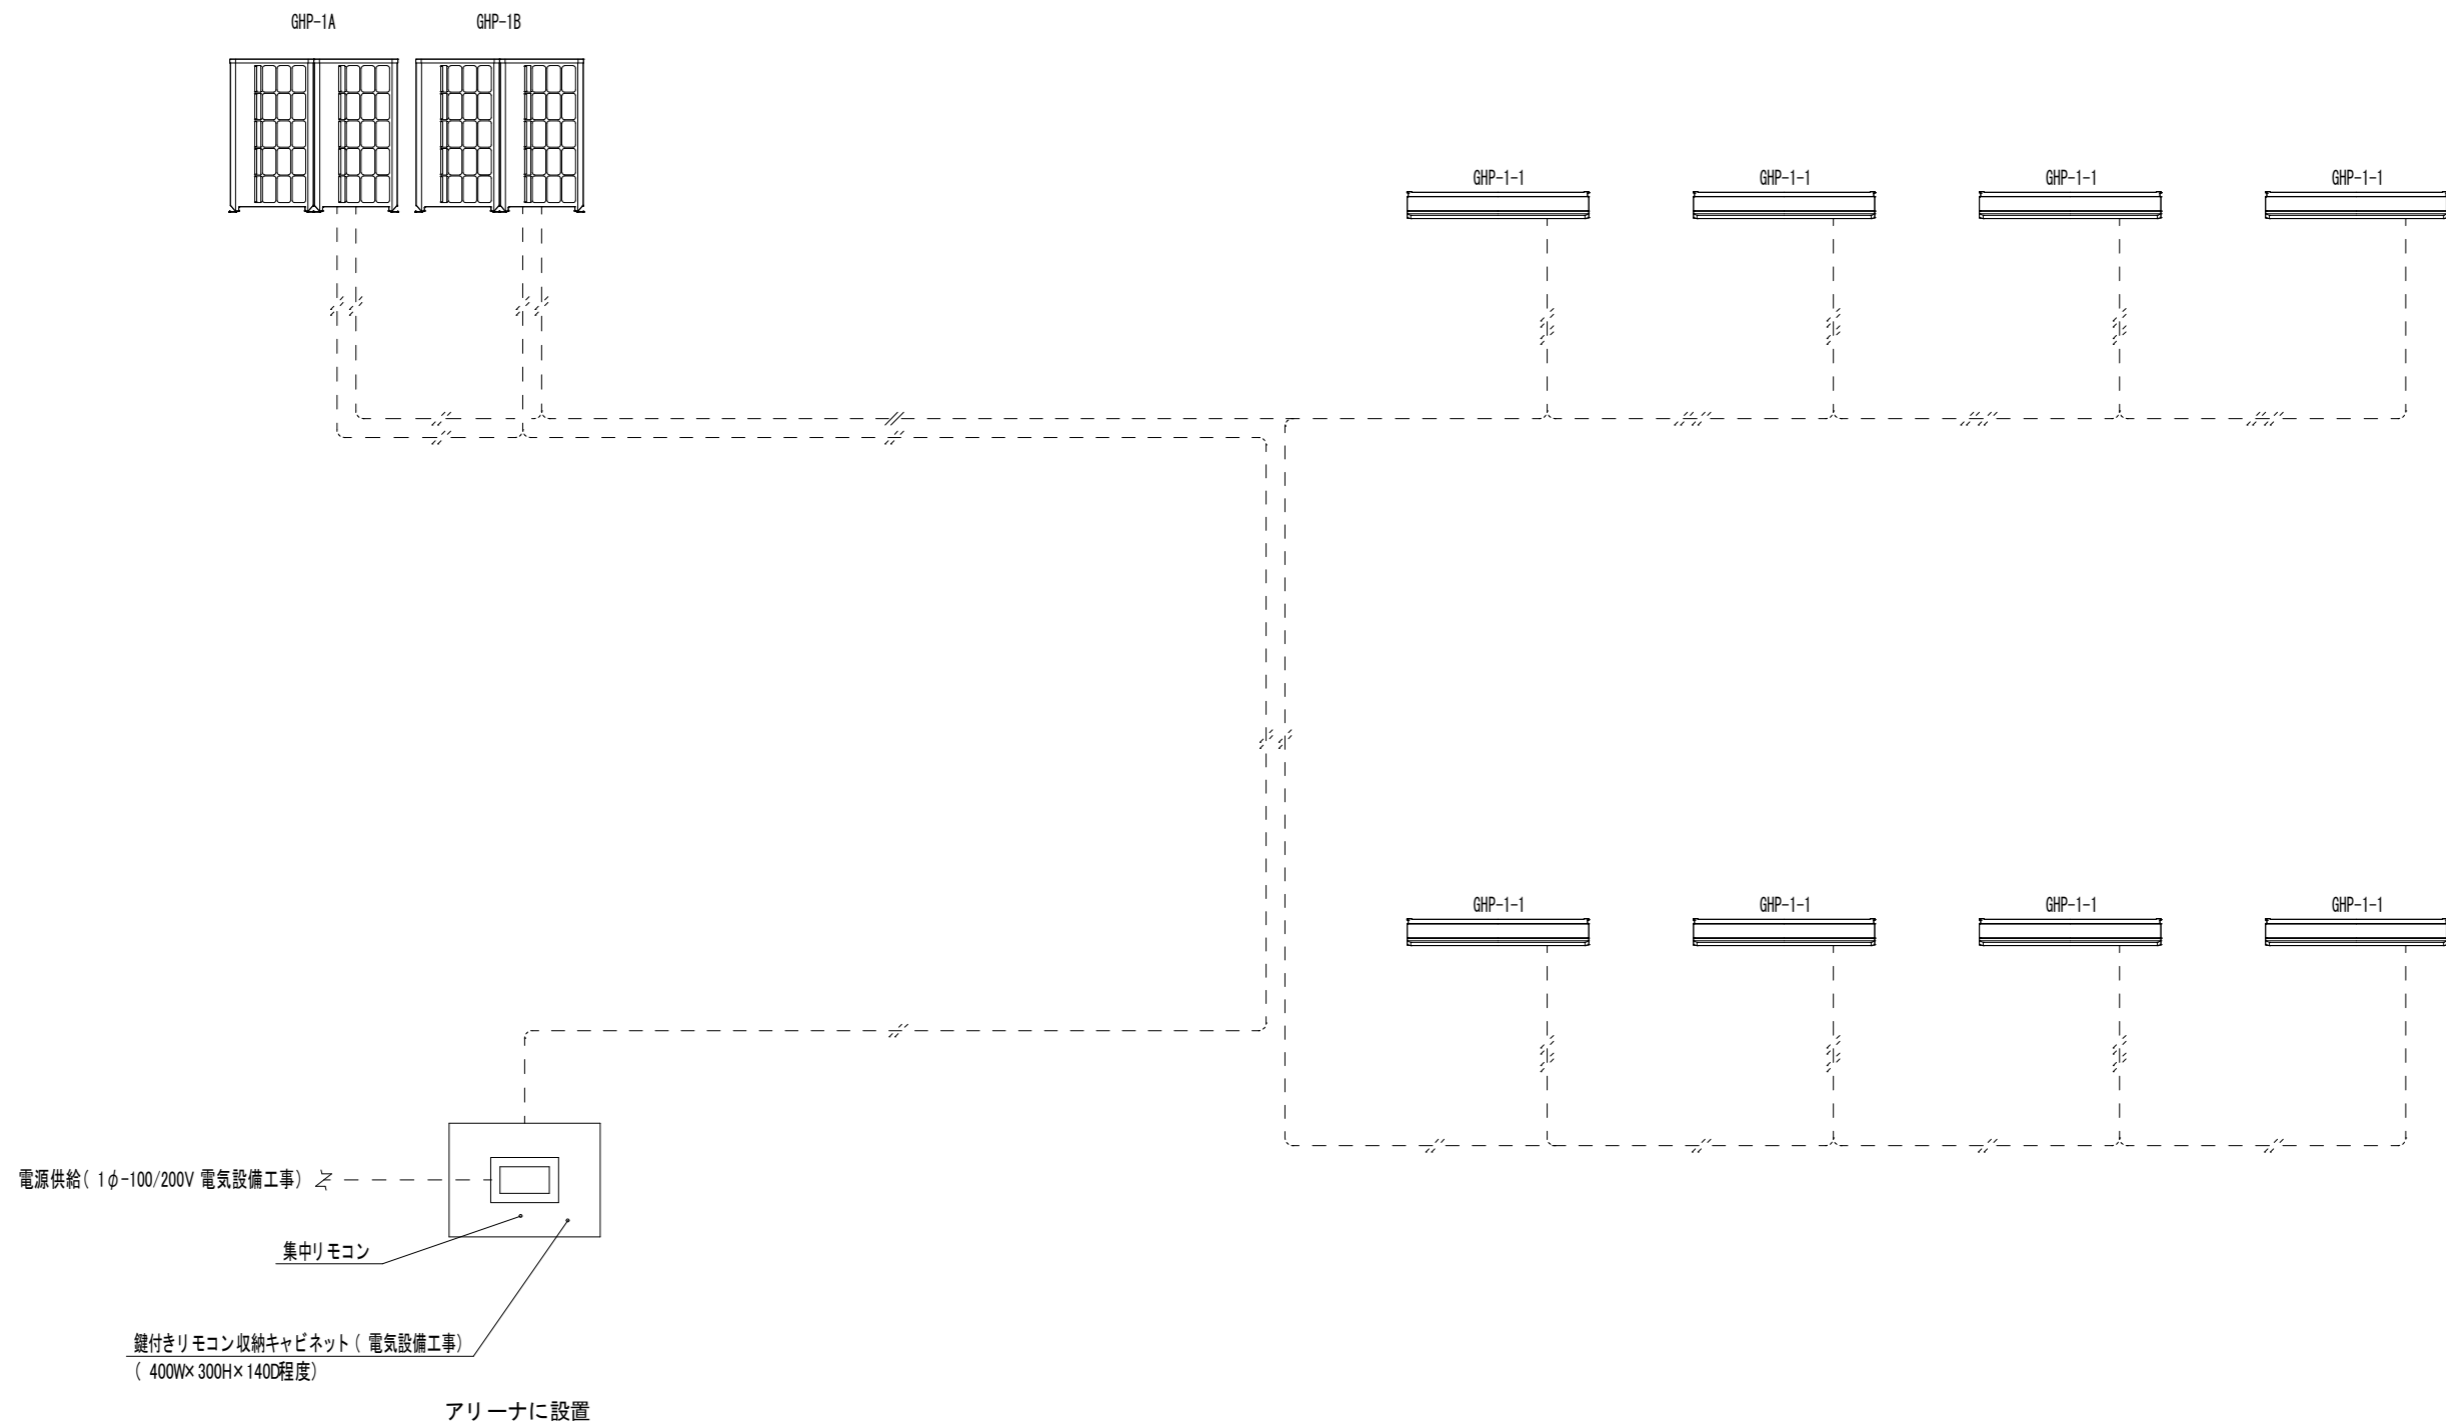 GHP-1A
GHP-1B
GHP-1-1
GHP-1-1
GHP-1-1
GHP-1-1
GHP-1-1
GHP-1-1
GHP-1-1
GHP-1-1
電源供給( 1φ-100/200V 電気設備工事)
集中リモコン
鍵付きリモコン収納キャビネット( 電気設備工事)
( 400W×300H×140D程度)
アリーナに設置